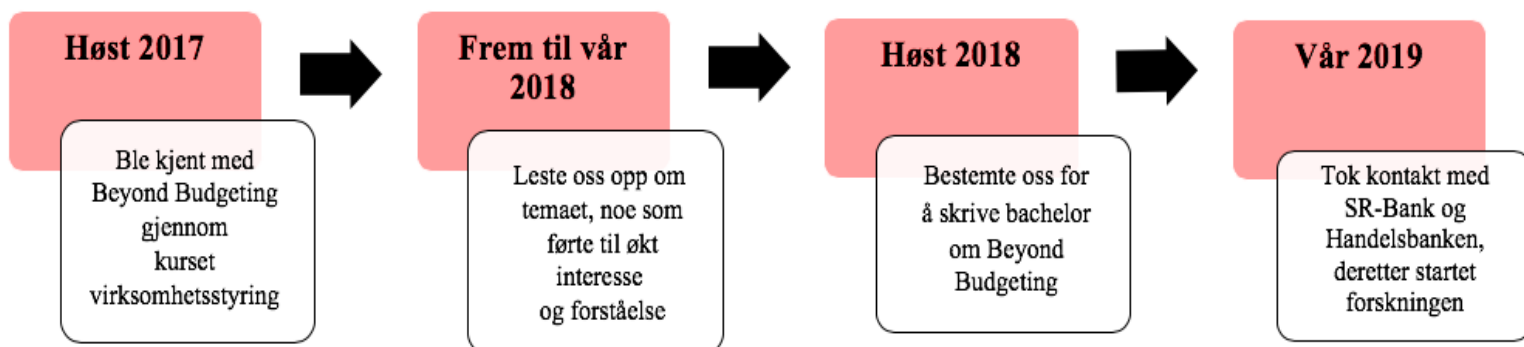 Høst 2017
Ble kjent med
Beyond Budgeting
gjennom
kurset
virksomhetsstyring
Frem til vår
2018
Leste oss opp om
temaet, noe som
førte til økt
interesse
og forståelse
Høst 2018
Bestemte oss for
å skrive bachelor
om Beyond
Budgeting
Vår 2019
Tok kontakt med
SR-Bank og
Handelsbanken,
deretter startet
forskningen